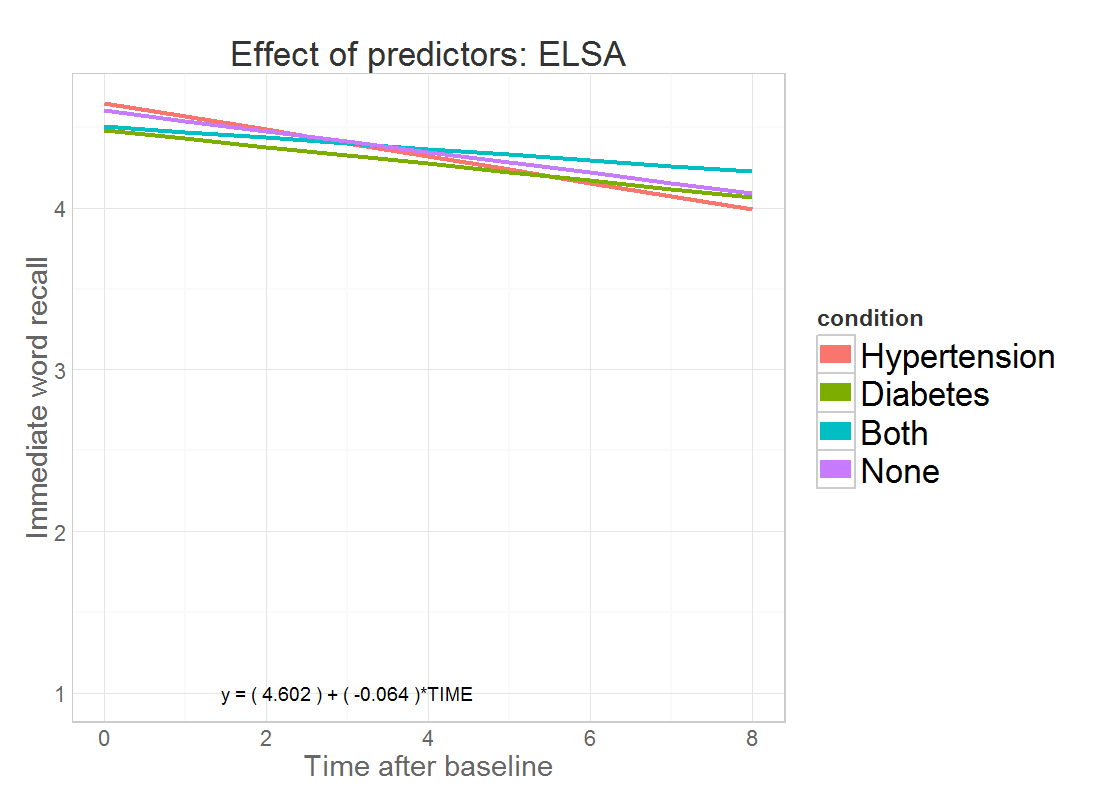 Effect of predictors: ELSA
Immediate word recall
4
3
2
1
y = ( 4.602 ) + ( -0.064 )*TIME
0 2 4 6 8
Time after baseline
condition
Hypertension
Diabetes
Both
None